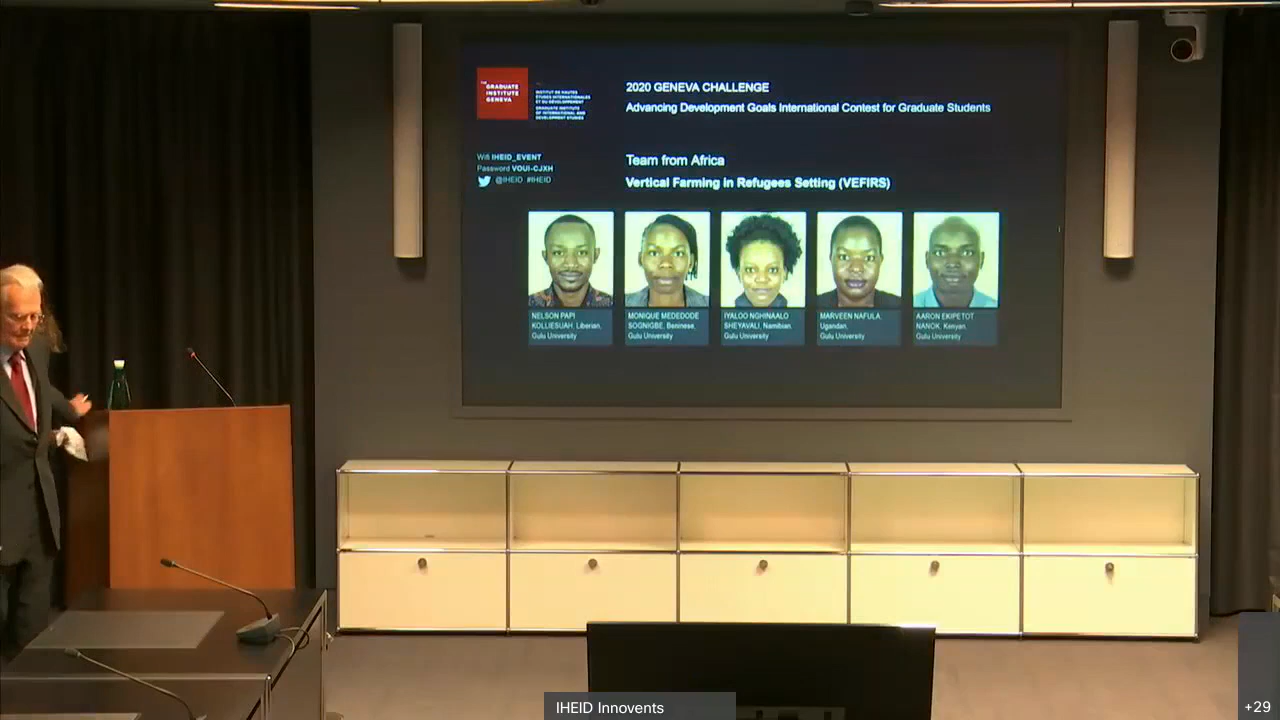 THE
GRADUATE
INSTITUTE
GENEVA
INSTITUT DE HAUTES
ÉTUDES INTERNATIONALES
ET DU DÉVELOPPEMENT
GRADUATE INSTITUTE
OF INTERNATIONAL AND
DEVELOPMENT STUDIES
2020 GENEVA CHALLENGE
Advancing Development Goals International Contest for Graduate Students
Wifi IHEID_EVENT
Password VOUI-CJXH
@IHEID #IHEID
Team from Africa
Vertical Farming in Refugees Setting (VEFIRS)
NELSON PAPI
KOLLIESUAH, Liberian,
Gulu University
MONIQUE MEDEDODE
SOGNIGBE, Beninese,
Gulu University
IYALOO NGHINAALO
SHEYAVALI, Namibian,
Gulu University
MARVEEN NAFULA,
Ugandan,
Gulu University
AARON EKIPETOT
NANOK, Kenyan,
Gulu University
IHEID Innovents
+29